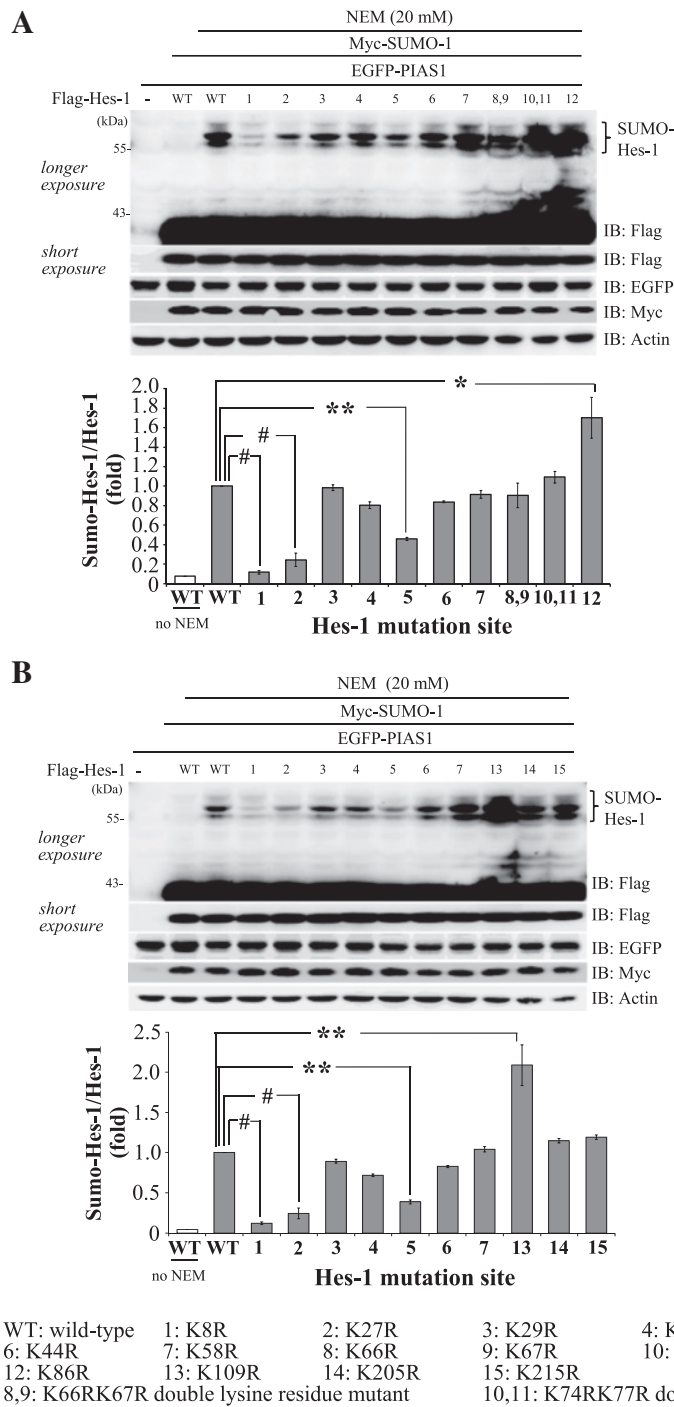 A
NEM (20 mM)
Myc-SUMO-1
EGFP-PIAS1
Flag-Hes-1 - WT WT 1 2 3 4 5 6 7 8,9 10,11 12
(kDa)
SUMO-
Hes-1
55-
longer
exposure
43-
IB: Flag
short
exposure
IB: Flag
IB: EGFP
IB: Myc
IB: Actin
Sumo-Hes-1/Hes-1
(fold)
2.0
1.8
1.6
1.4
1.2
1.0
0.8
0.6
0.4
0.2
0
*
**
#
#
WT WT 1 2 3 4 5 6 7 8,9 10,11 12
no NEM
Hes-1 mutation site
B
NEM (20 mM)
Myc-SUMO-1
EGFP-PIAS1
Flag-Hes-1 - WT WT 1 2 3 4 5 6 7 13 14 15
(kDa)
SUMO-
Hes-1
55-
longer
exposure
43-
IB: Flag
short
exposure
IB: Flag
IB: EGFP
IB: Myc
IB: Actin
Sumo-Hes-1/Hes-1
(fold)
2.5
2.0
1.5
1.0
0.5
0
**
**
#
#
WT WT 1 2 3 4 5 6 7 13 14 15
no NEM
Hes-1 mutation site
WT: wild-type 1: K8R 2: K27R 3: K29R 4: K
6: K44R 7: K58R 8: K66R 9: K67R 10:
12: K86R 13: K109R 14: K205R 15: K215R
8,9: K66RK67R double lysine residue mutant 10,11: K74RK77R do